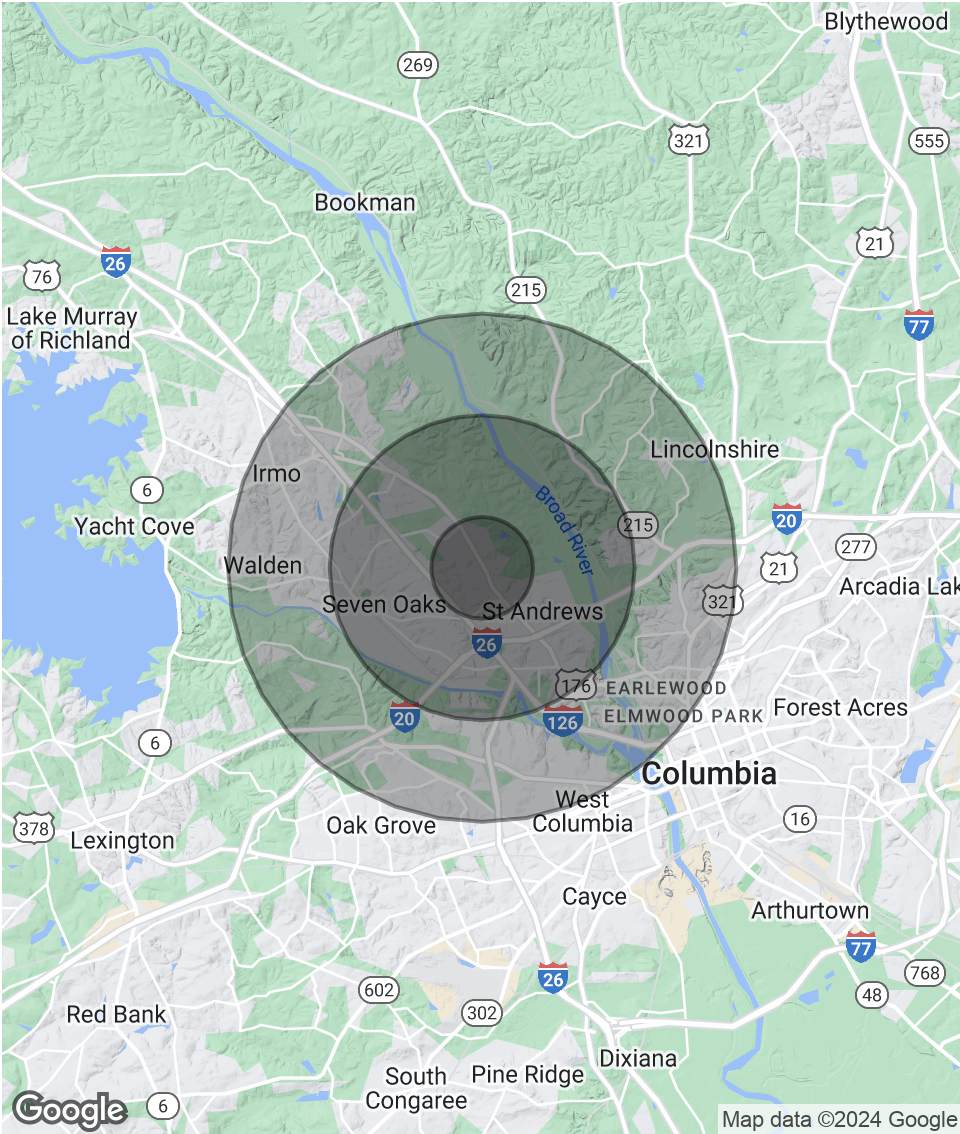 Blythewood
269
321
555
Bookman
21
26
76
215
Lake Murray
of Richland
77
Lincolnshire
Irmo
6
Yacht Cove
Broad River
215
20
277
Walden
21
Arcadia Lak
Seven Oaks
St Andrews
321
26
176
EARLEWOOD
20
126
ELMWOOD PARK
Forest Acres
6
Columbia
West
Columbia
378
Lexington
Oak Grove
16
Cayce
Arthurtown
77
26
602
768
48
Red Bank
302
Dixiana
South
Congaree
Pine Ridge
6
Google
Map data ©2024 Google